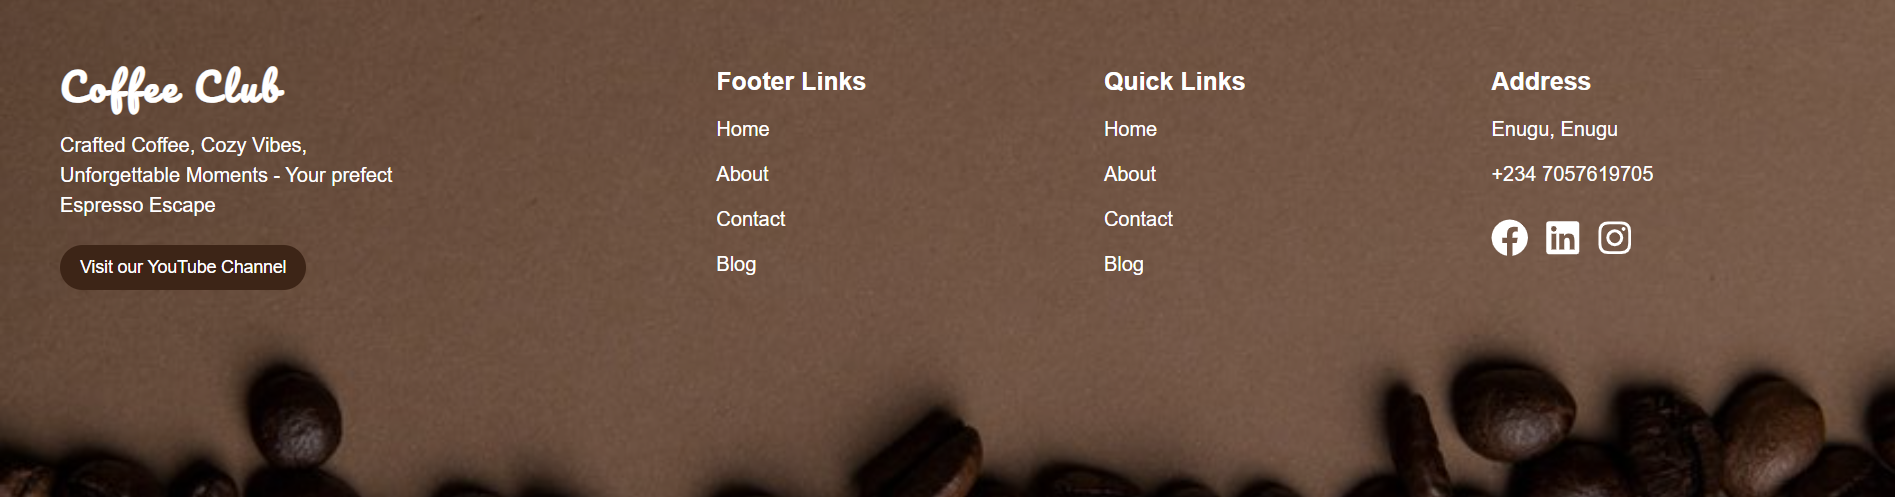 Coffee Club
Crafted Coffee, Cozy Vibes,
Unforgettable Moments - Your prefect
Espresso Escape
Visit our YouTube Channel
Footer Links
Home
About
Contact
Blog
Quick Links
Home
About
Contact
Blog
Address
Enugu, Enugu
+234 7057619705